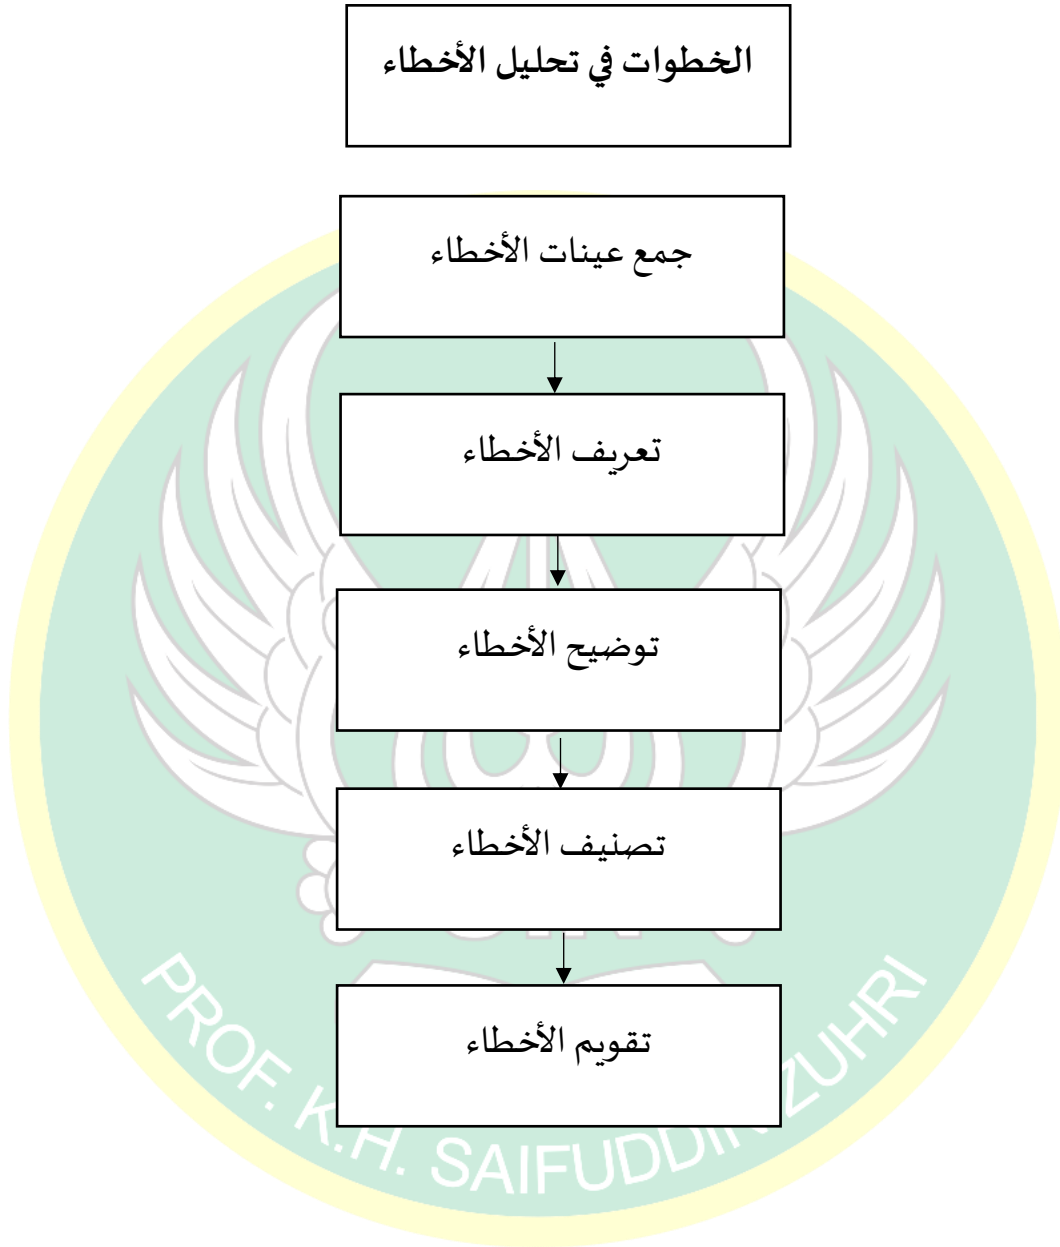 الخطوات في تحليل الأخطاء
جمع عينات الأخطاء
تعريف الأخطاء
توضيح الأخطاء
تصنيف الأخطاء
تقويم الأخطاء
PROF. K.H. SAIFUDDIN ZUHRI